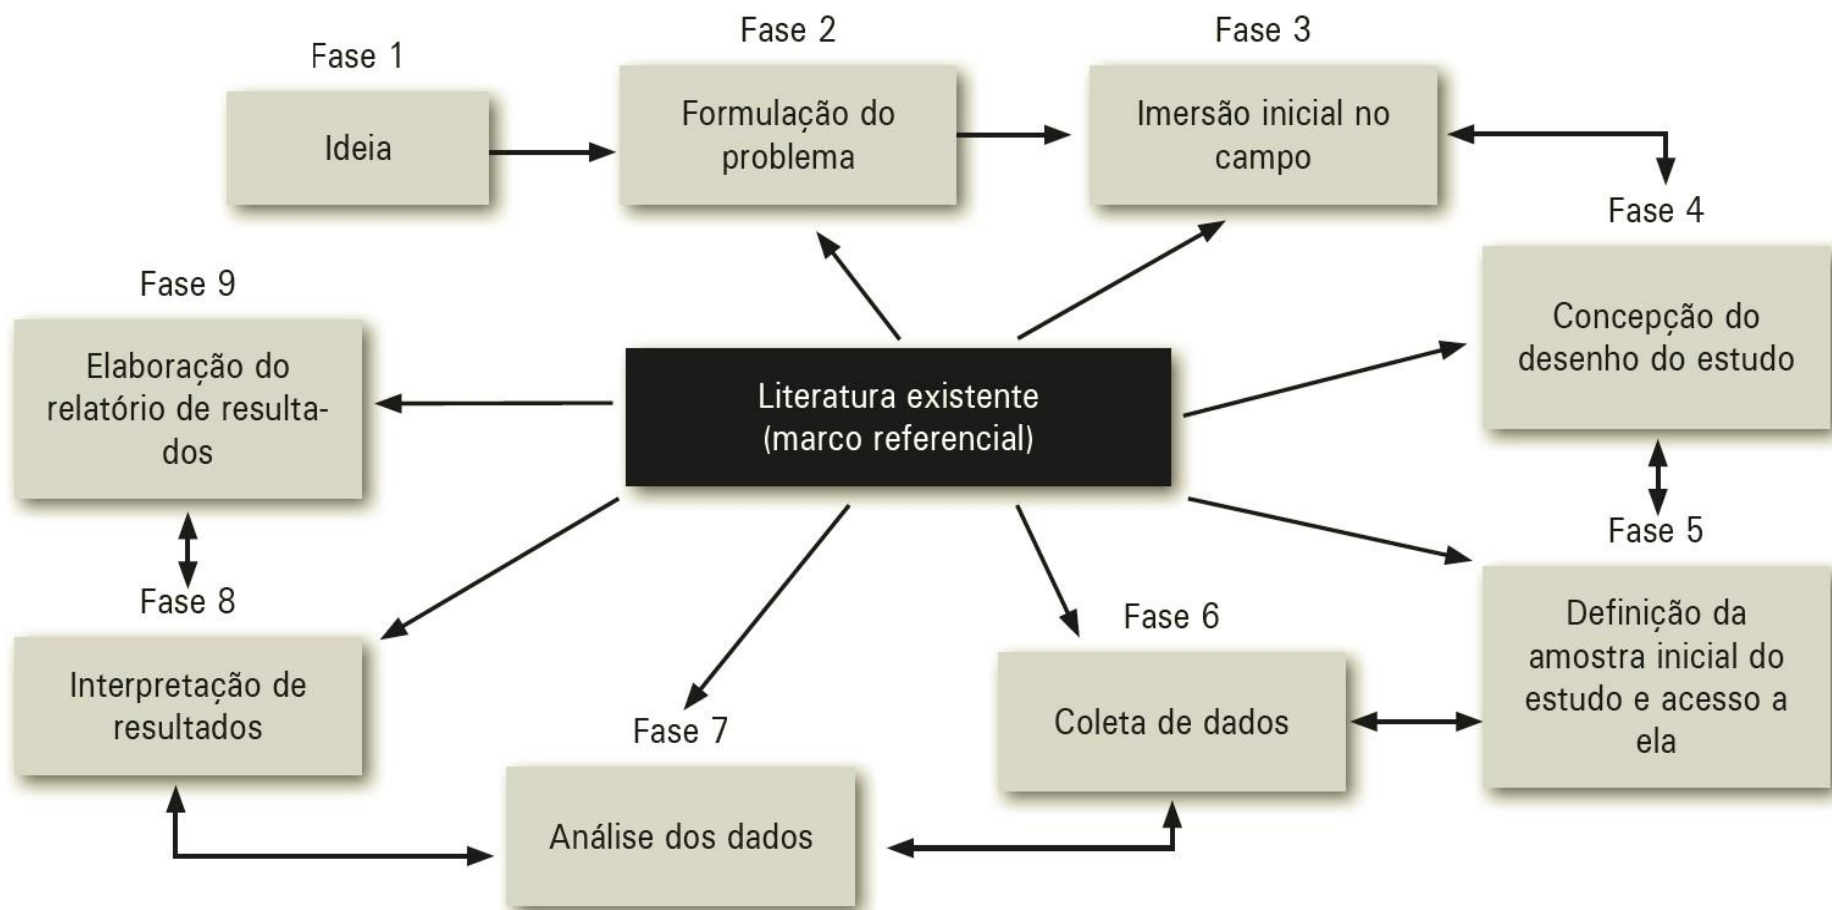 Fase 1
Ideia
Fase 2
Formulação do
problema
Fase 3
Imersão inicial no
campo
Fase 4
Concepção do
desenho do estudo
Fase 5
Definição da
amostra inicial do
estudo e acesso a
ela
Fase 6
Coleta de dados
Fase 7
Análise dos dados
Fase 8
Interpretação de
resultados
Fase 9
Elaboração do
relatório de resulta-
dos
Literatura existente
(marco referencial)